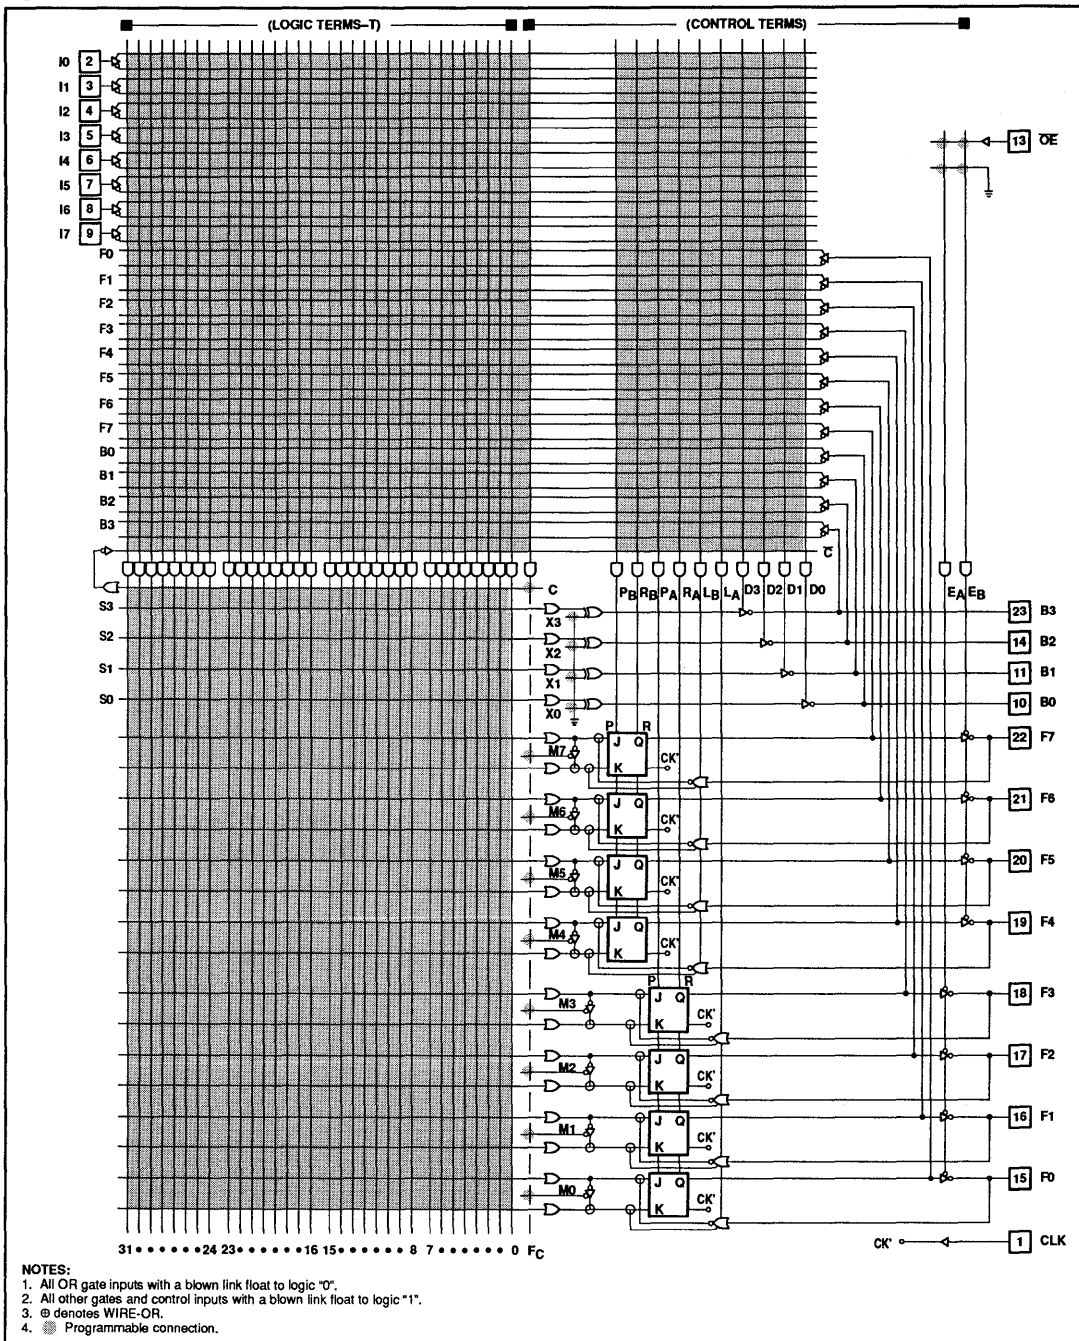 (LOGIC TERMS–T) (CONTROL TERMS)
I0 2
I1 3
I2 4
I3 5 13 OE
I4 6
I5 7
I6 8
I7 9
F0
F1
F2
F3
F4
F5
F6
F7
B0
B1
B2
B3
C
C PB RB PA RA LB LA D3 D2 D1 D0 EA EB
S3 X3 23 B3
S2 X2 14 B2
S1 X1 11 B1
S0 X0 10 B0
P R
M7 J Q K CK' 22 F7
M6 J Q K CK' 21 F6
M5 J Q K CK' 20 F5
M4 J Q K CK' 19 F4
P R
M3 J Q K CK' 18 F3
M2 J Q K CK' 17 F2
M1 J Q K CK' 16 F1
M0 J Q K CK' 15 F0
CK' 1 CLK
31 • • • • • • 24 23 • • • • • • 16 15 • • • • • • 8 7 • • • • • • 0 FC
NOTES:
1. All OR gate inputs with a blown link float to logic "0".
2. All other gates and control inputs with a blown link float to logic "1".
3. ⊕ denotes WIRE-OR.
4. Programmable connection.